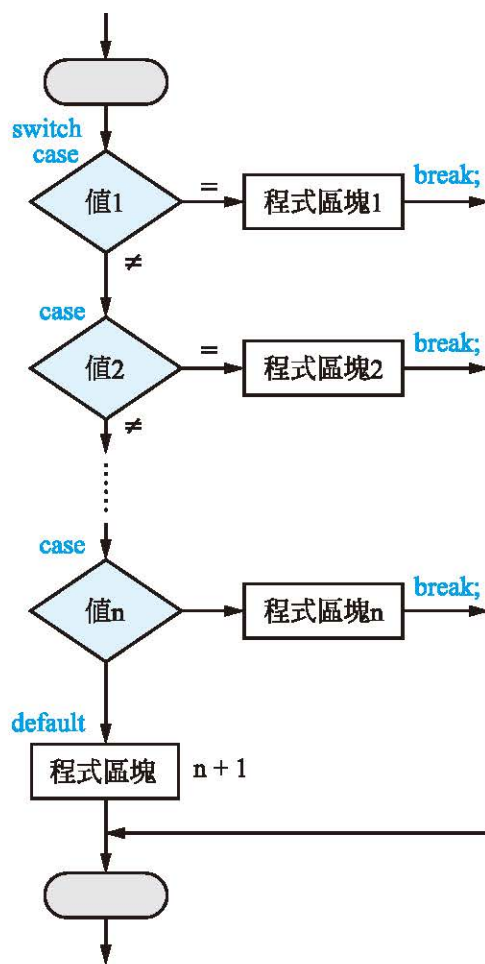 switch
case
值1
=
程式區塊1
break;
≠
case
值2
=
程式區塊2
break;
≠
case
值n
程式區塊n
break;
default
程式區塊
n + 1